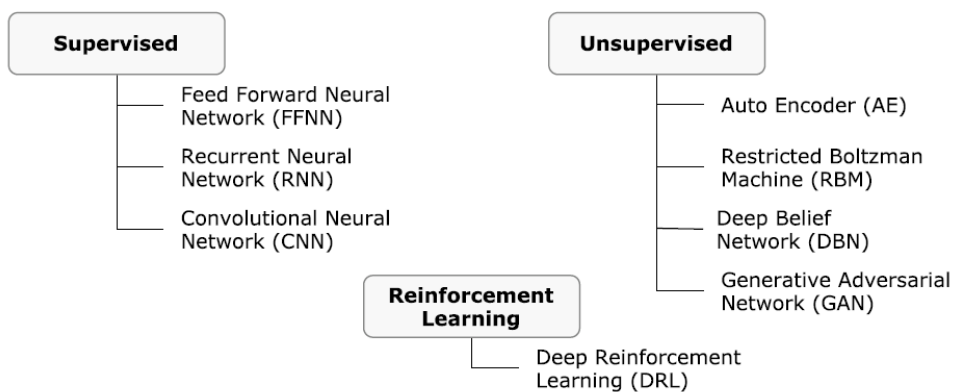 Supervised
Feed Forward Neural
Network (FFNN)
Recurrent Neural
Network (RNN)
Convolutional Neural
Network (CNN)
Unsupervised
Auto Encoder (AE)
Restricted Boltzman
Machine (RBM)
Deep Belief
Network (DBN)
Generative Adversarial
Network (GAN)
Reinforcement
Learning
Deep Reinforcement
Learning (DRL)